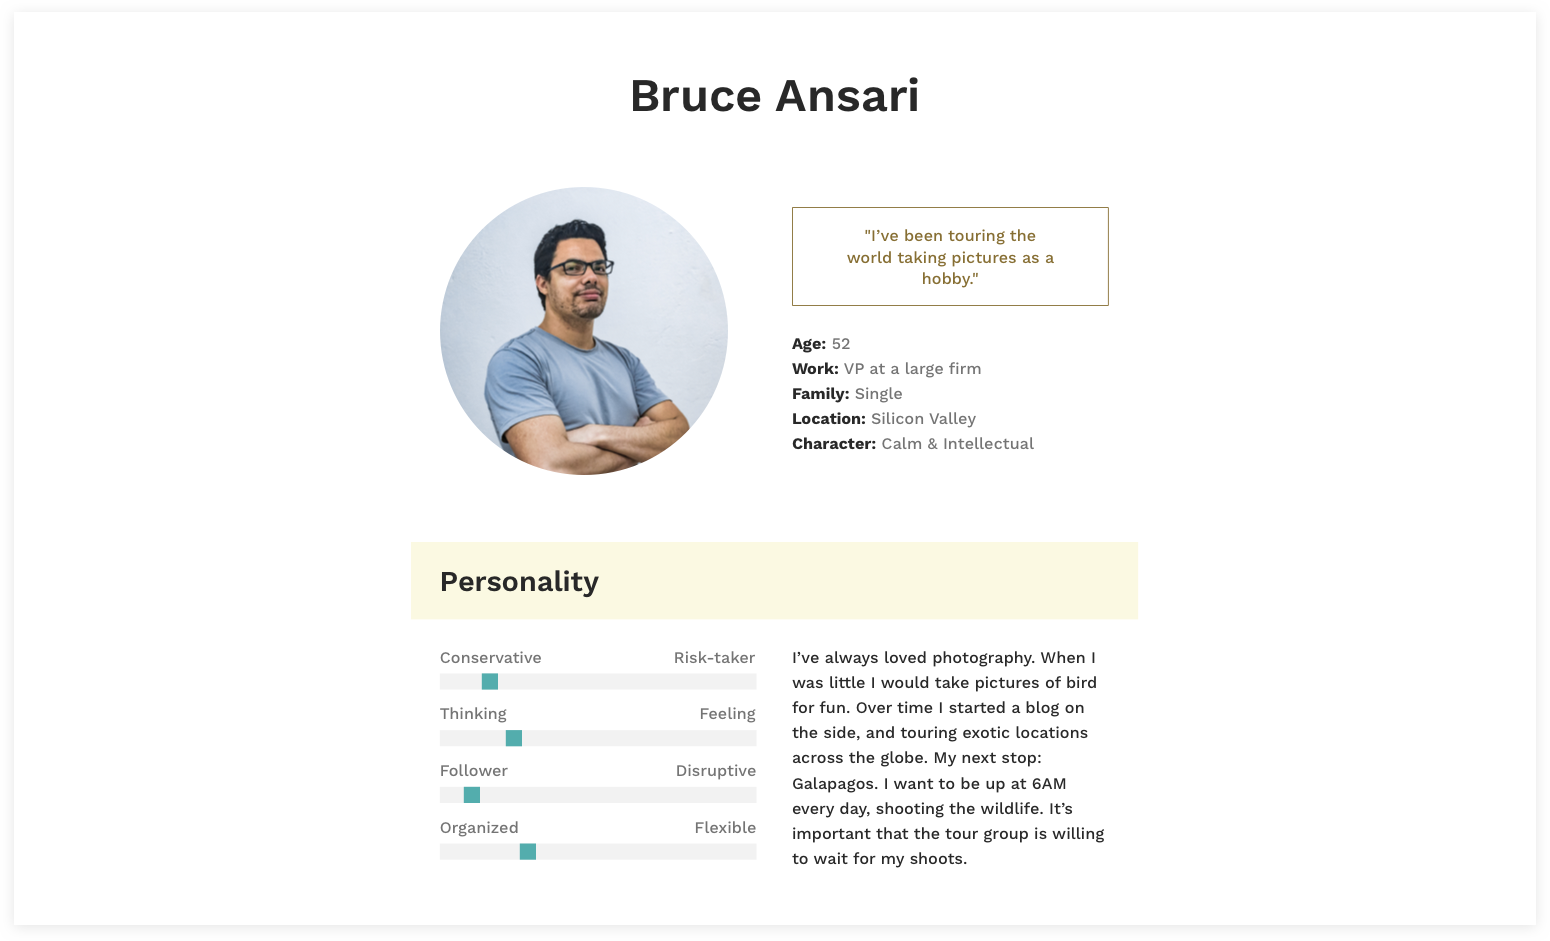 Bruce Ansari
"I’ve been touring the
world taking pictures as a
hobby."
Age: 52
Work: VP at a large firm
Family: Single
Location: Silicon Valley
Character: Calm & Intellectual
Personality
Conservative Risk-taker
Thinking Feeling
Follower Disruptive
Organized Flexible
I’ve always loved photography. When I
was little I would take pictures of bird
for fun. Over time I started a blog on
the side, and touring exotic locations
across the globe. My next stop:
Galapagos. I want to be up at 6AM
every day, shooting the wildlife. It’s
important that the tour group is willing
to wait for my shoots.